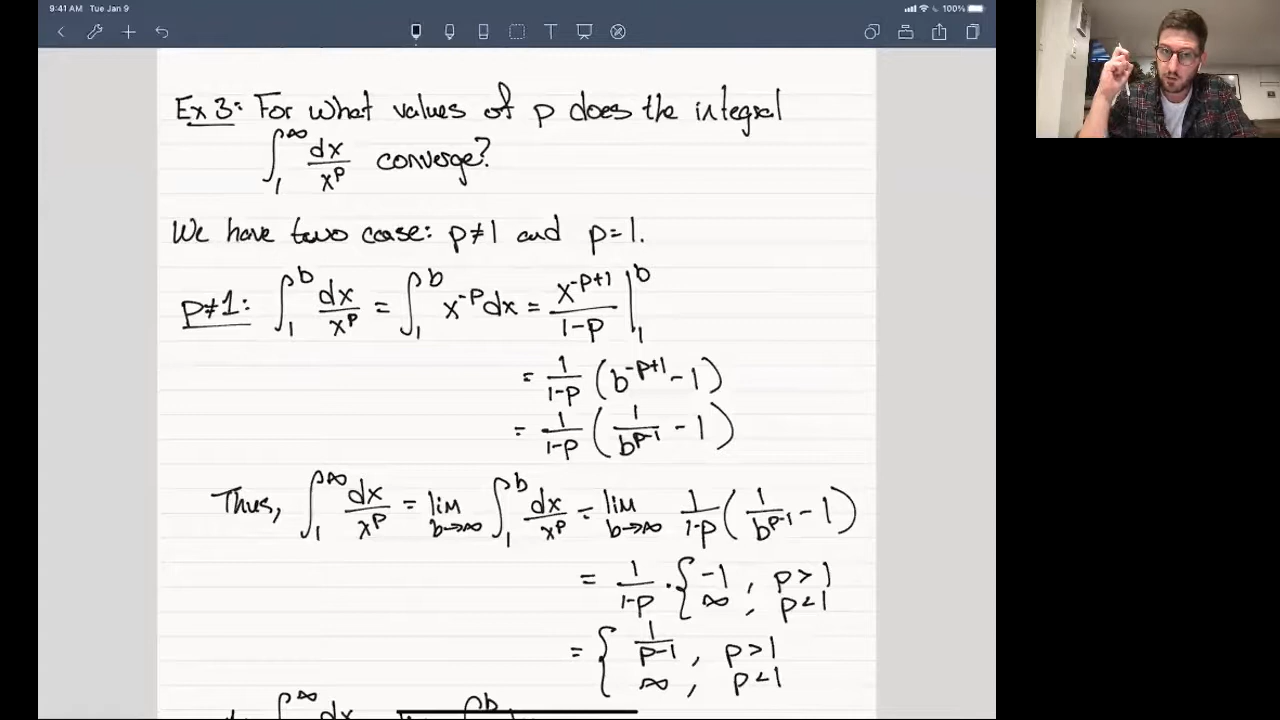 9:41 AM Tue Jan 9
100%
Ex 3: For what values of p does the integral
∫₁^∞ dx/x^p converge?
We have two case: p≠1 and p=1.
p≠1: ∫₁^b dx/x^p = ∫₁^b x^(-p) dx = x^(-p+1)/(1-p) |₁^b
= 1/(1-p) (b^(-p+1) - 1)
= 1/(1-p) (1/b^(p-1) - 1)
Thus, ∫₁^∞ dx/x^p = lim_(b→∞) ∫₁^b dx/x^p = lim_(b→∞) 1/(1-p) (1/b^(p-1) - 1)
= 1/(1-p) · { -1, p>1
∞, p<1
= { 1/(p-1), p>1
∞, p<1